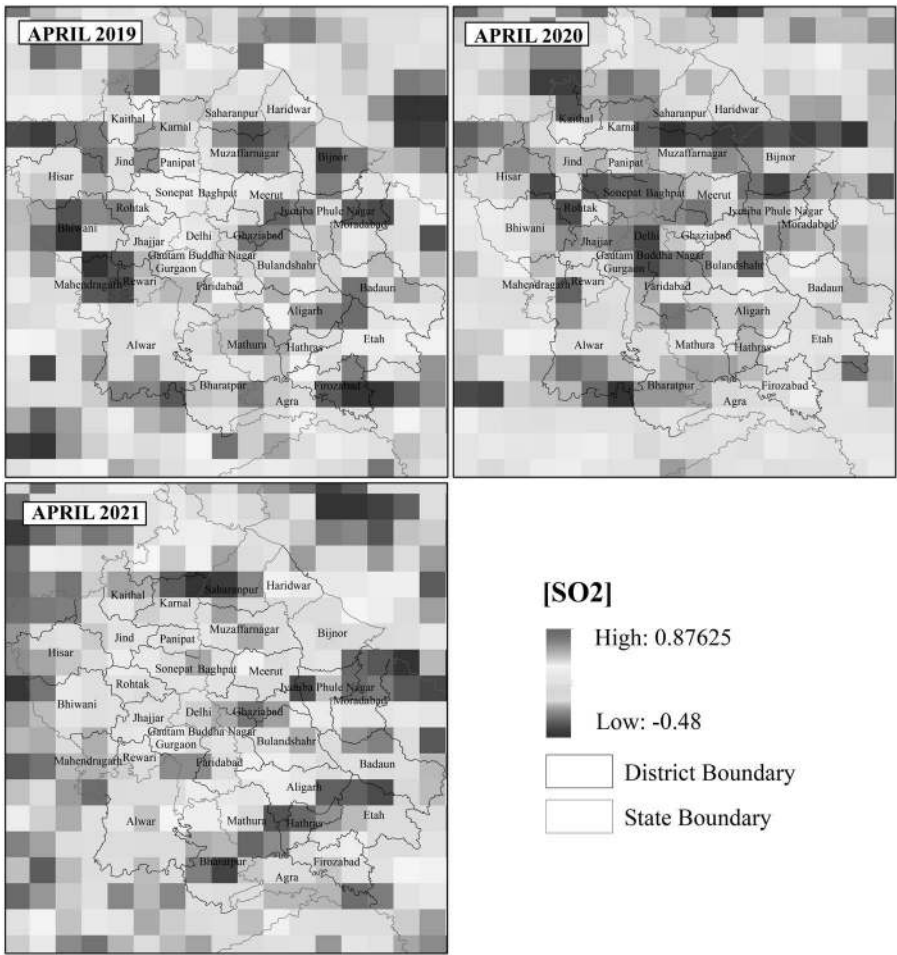 APRIL 2019
Saharanpur Haridwar
Kaithal
Karnal
Muzaffarnagar
Bijnor
Jind Panipat
Hisar
Sonepat Baghpat Meerut
Rohtak
Jyotiba Phule Nagar
Moradabad
Bhiwani
Jhajjar Delhi Ghaziabad
Gautam Buddha Nagar
Gurgaon Bulandshahr
Mahendragarh Rewari Faridabad Badaun
Aligarh
Alwar Mathura Hathras Etah
Bharatpur Firozabad
Agra
APRIL 2020
Saharanpur Haridwar
Kaithal
Karnal
Muzaffarnagar
Bijnor
Jind Panipat
Hisar
Sonepat Baghpat Meerut
Rohtak
Jyotiba Phule Nagar
Moradabad
Bhiwani
Jhajjar Delhi Ghaziabad
Gautam Buddha Nagar
Gurgaon Bulandshahr
Mahendragarh Rewari Faridabad Badaun
Aligarh
Alwar Mathura Hathras Etah
Bharatpur Firozabad
Agra
APRIL 2021
Saharanpur Haridwar
Kaithal
Karnal
Muzaffarnagar
Bijnor
Jind Panipat
Hisar
Sonepat Baghpat Meerut
Rohtak
Jyotiba Phule Nagar
Moradabad
Bhiwani
Jhajjar Delhi Ghaziabad
Gautam Buddha Nagar
Gurgaon Bulandshahr
Mahendragarh Rewari Faridabad Badaun
Aligarh
Alwar Mathura Hathras Etah
Bharatpur Firozabad
Agra
[SO2]
High: 0.87625
Low: -0.48
District Boundary
State Boundary